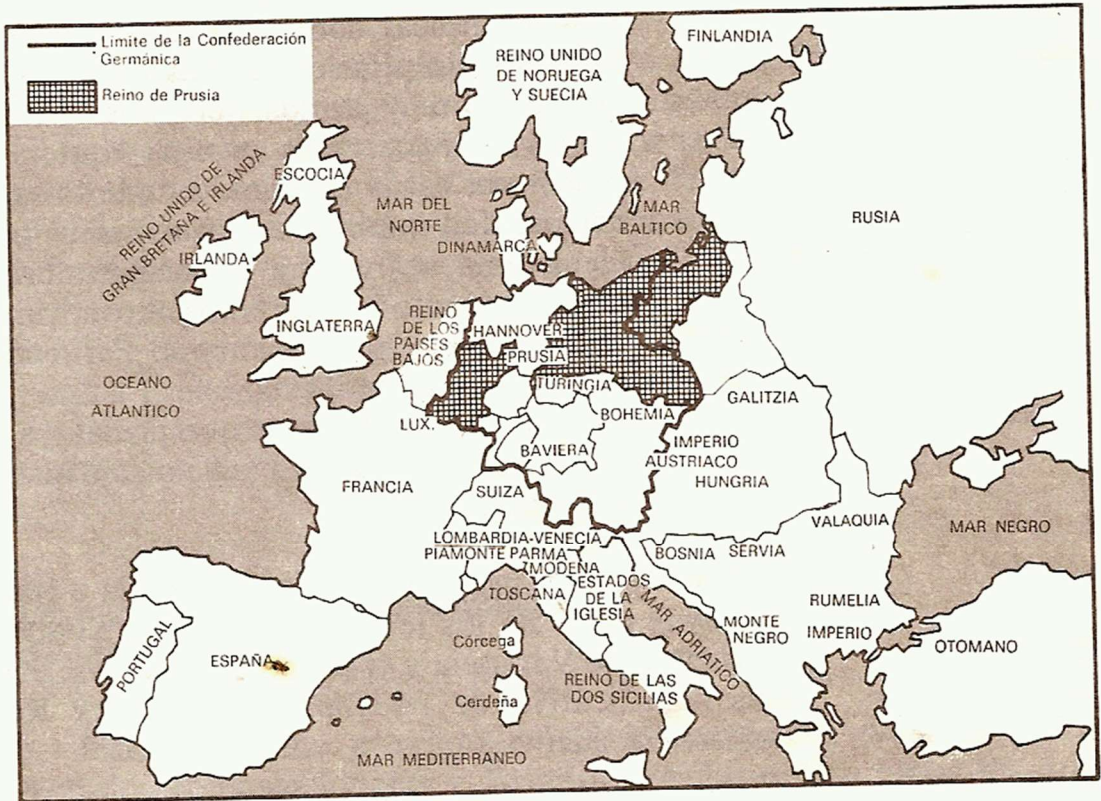 Limite de la Confederación
Germánica
Reino de Prusia
REINO UNIDO
DE NORUEGA
Y SUECIA
FINLANDIA
ESCOCIA
REINO UNIDO DE
GRAN BRETAÑA E IRLANDA
IRLANDA
MAR DEL
NORTE
MAR
BALTICO
RUSIA
DINAMARCA
INGLATERRA
REINO
DE LOS
PAISES
BAJOS
HANNOVER
PRUSIA
OCEANO
ATLANTICO
TURINGIA
LUX.
BOHEMIA
GALITZIA
BAVIERA
IMPERIO
AUSTRIACO
HUNGRIA
FRANCIA
SUIZA
VALAQUIA
MAR NEGRO
LOMBARDIA-VENECIA
PIAMONTE PARMA
MODENA
BOSNIA
SERVIA
TOSCANA
ESTADOS
DE LA
IGLESIA
MAR ADRIATICO
RUMELIA
MONTE
NEGRO
IMPERIO
OTOMANO
PORTUGAL
ESPAÑA
Córcega
Cerdeña
REINO DE LAS
DOS SICILIAS
MAR MEDITERRANEO